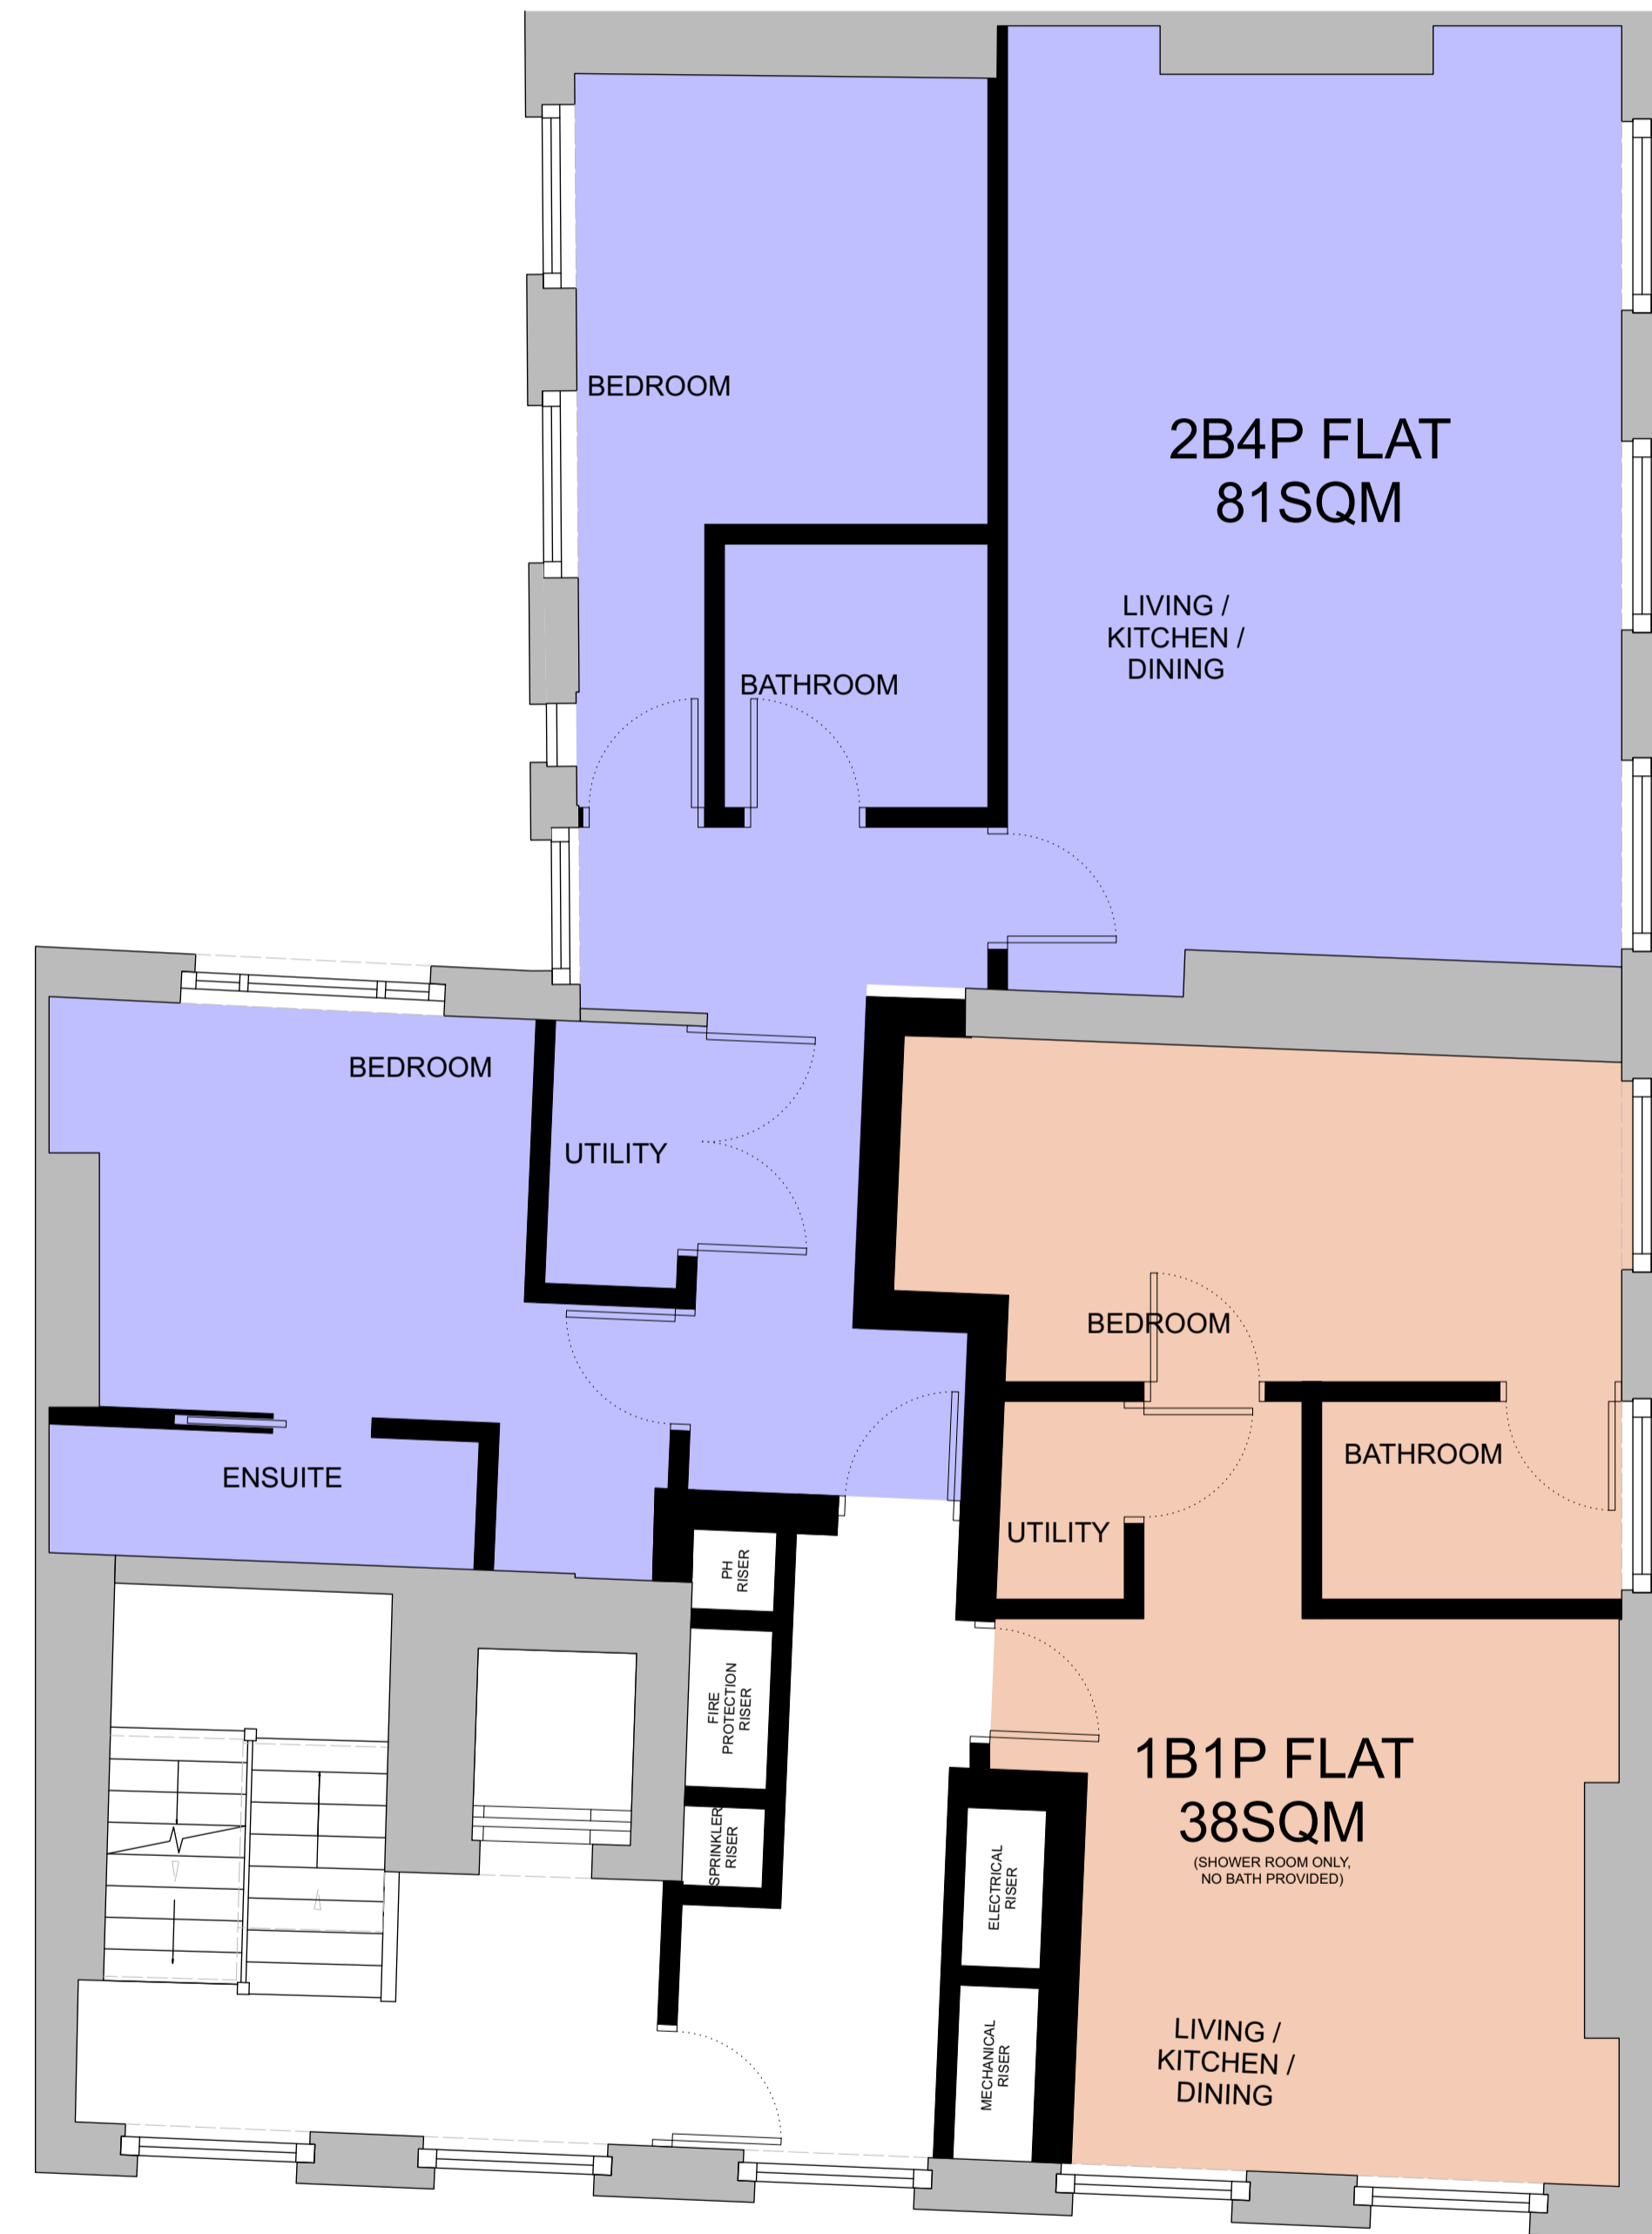 BEDROOM
2B4P FLAT
81SQM
LIVING /
KITCHEN /
DINING
BATHROOM
BEDROOM
UTILITY
BEDROOM
BATHROOM
ENSUITE
UTILITY
PH
RISER
FIRE
PROTECTION
RISER
SPRINKLER
RISER
1B1P FLAT
38SQM
(SHOWER ROOM ONLY,
NO BATH PROVIDED)
ELECTRICAL
RISER
MECHANICAL
RISER
LIVING /
KITCHEN /
DINING